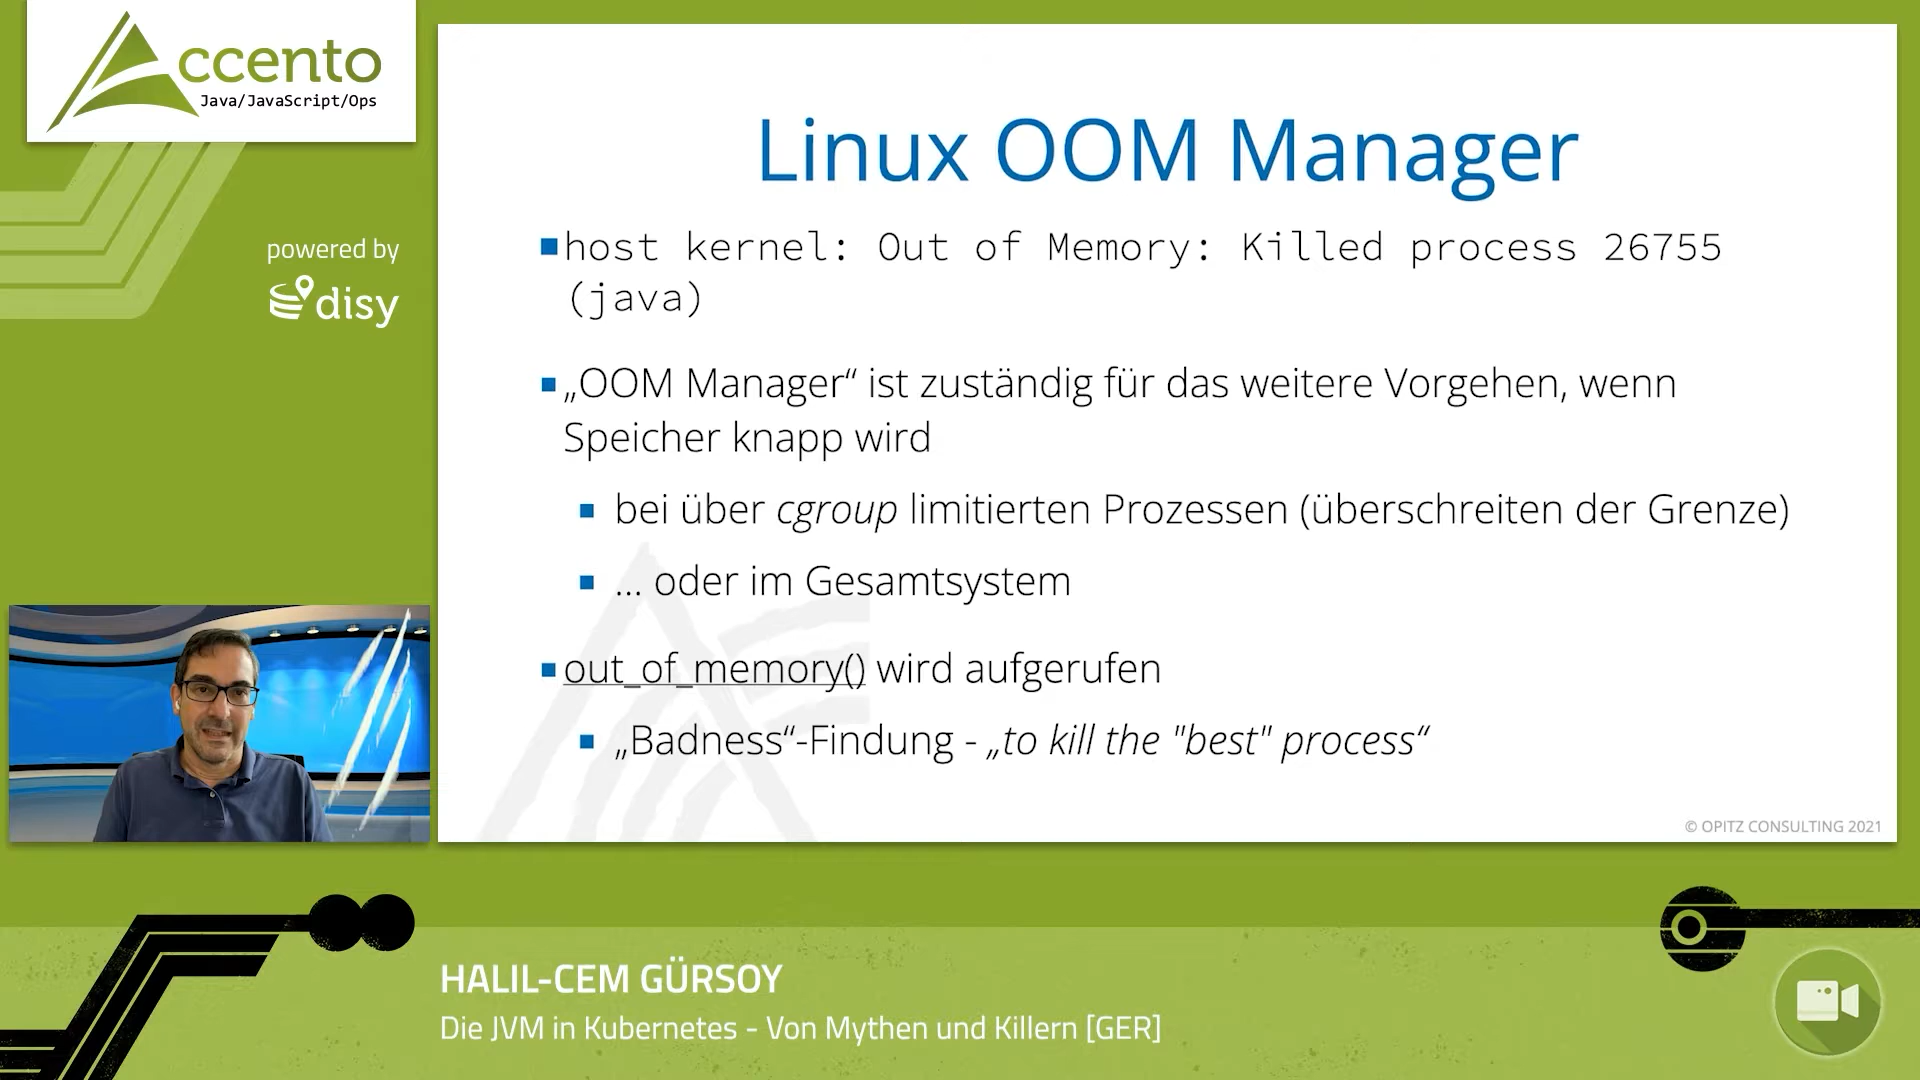 ccento
Java/JavaScript/Ops
powered by
disy
Linux OOM Manager
host kernel: Out of Memory: Killed process 26755
(java)
„OOM Manager“ ist zuständig für das weitere Vorgehen, wenn
Speicher knapp wird
bei über cgroup limitierten Prozessen (überschreiten der Grenze)
... oder im Gesamtsystem
out_of_memory() wird aufgerufen
„Badness“-Findung - „to kill the "best" process“
© OPITZ CONSULTING 2021
HALIL-CEM GÜRSOY
Die JVM in Kubernetes - Von Mythen und Killern [GER]